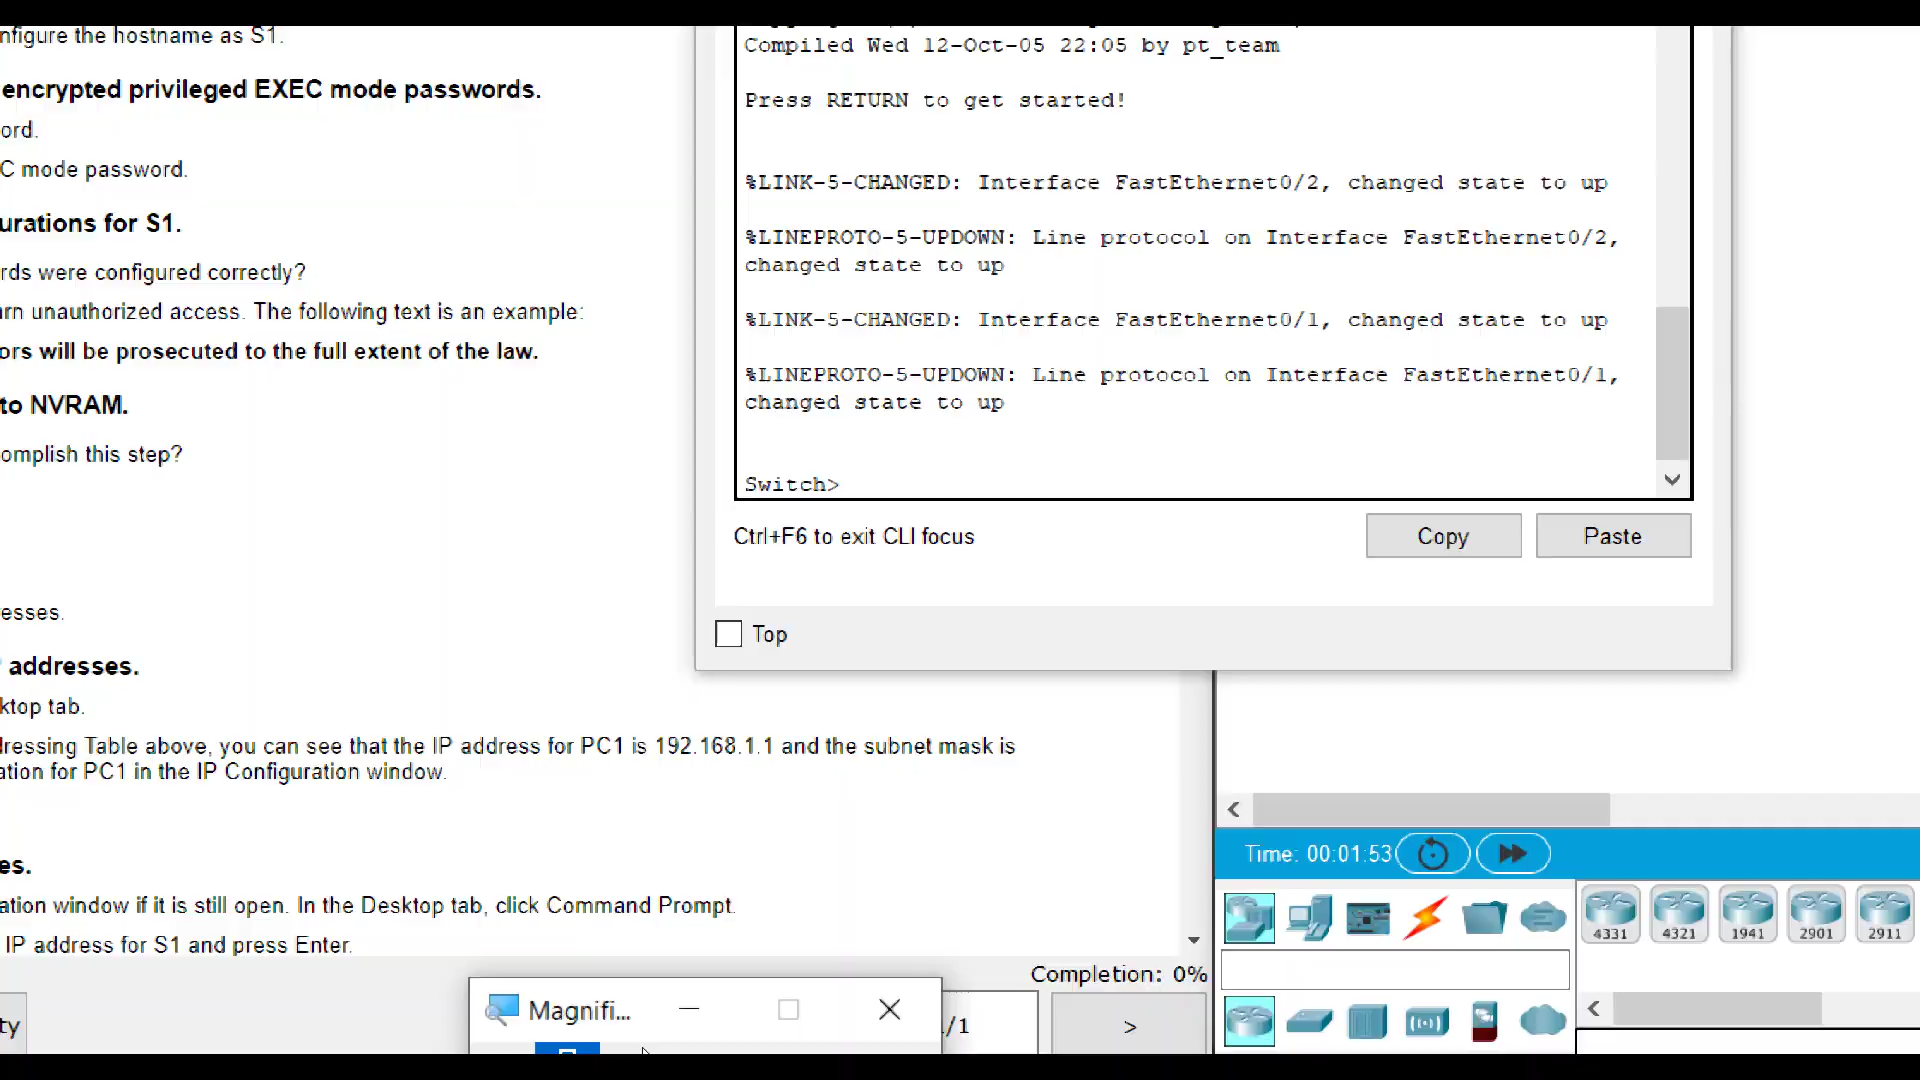 nfigure the hostname as S1.
encrypted privileged EXEC mode passwords.
ord.
C mode password.
urations for S1.
rds were configured correctly?
arn unauthorized access. The following text is an example:
ors will be prosecuted to the full extent of the law.
to NVRAM.
omplish this step?
esses.
addresses.
ktop tab.
ressing Table above, you can see that the IP address for PC1 is 192.168.1.1 and the subnet mask is
ation for PC1 in the IP Configuration window.
es.
ation window if it is still open. In the Desktop tab, click Command Prompt.
IP address for S1 and press Enter.
Compiled Wed 12-Oct-05 22:05 by pt_team
Press RETURN to get started!
%LINK-5-CHANGED: Interface FastEthernet0/2, changed state to up
%LINEPROTO-5-UPDOWN: Line protocol on Interface FastEthernet0/2,
changed state to up
%LINK-5-CHANGED: Interface FastEthernet0/1, changed state to up
%LINEPROTO-5-UPDOWN: Line protocol on Interface FastEthernet0/1,
changed state to up
Switch>
Ctrl+F6 to exit CLI focus
Copy
Paste
Top
Time: 00:01:53
4331
4321
1941
2901
2911
Completion: 0%
ty
Magnifi...
/1
>